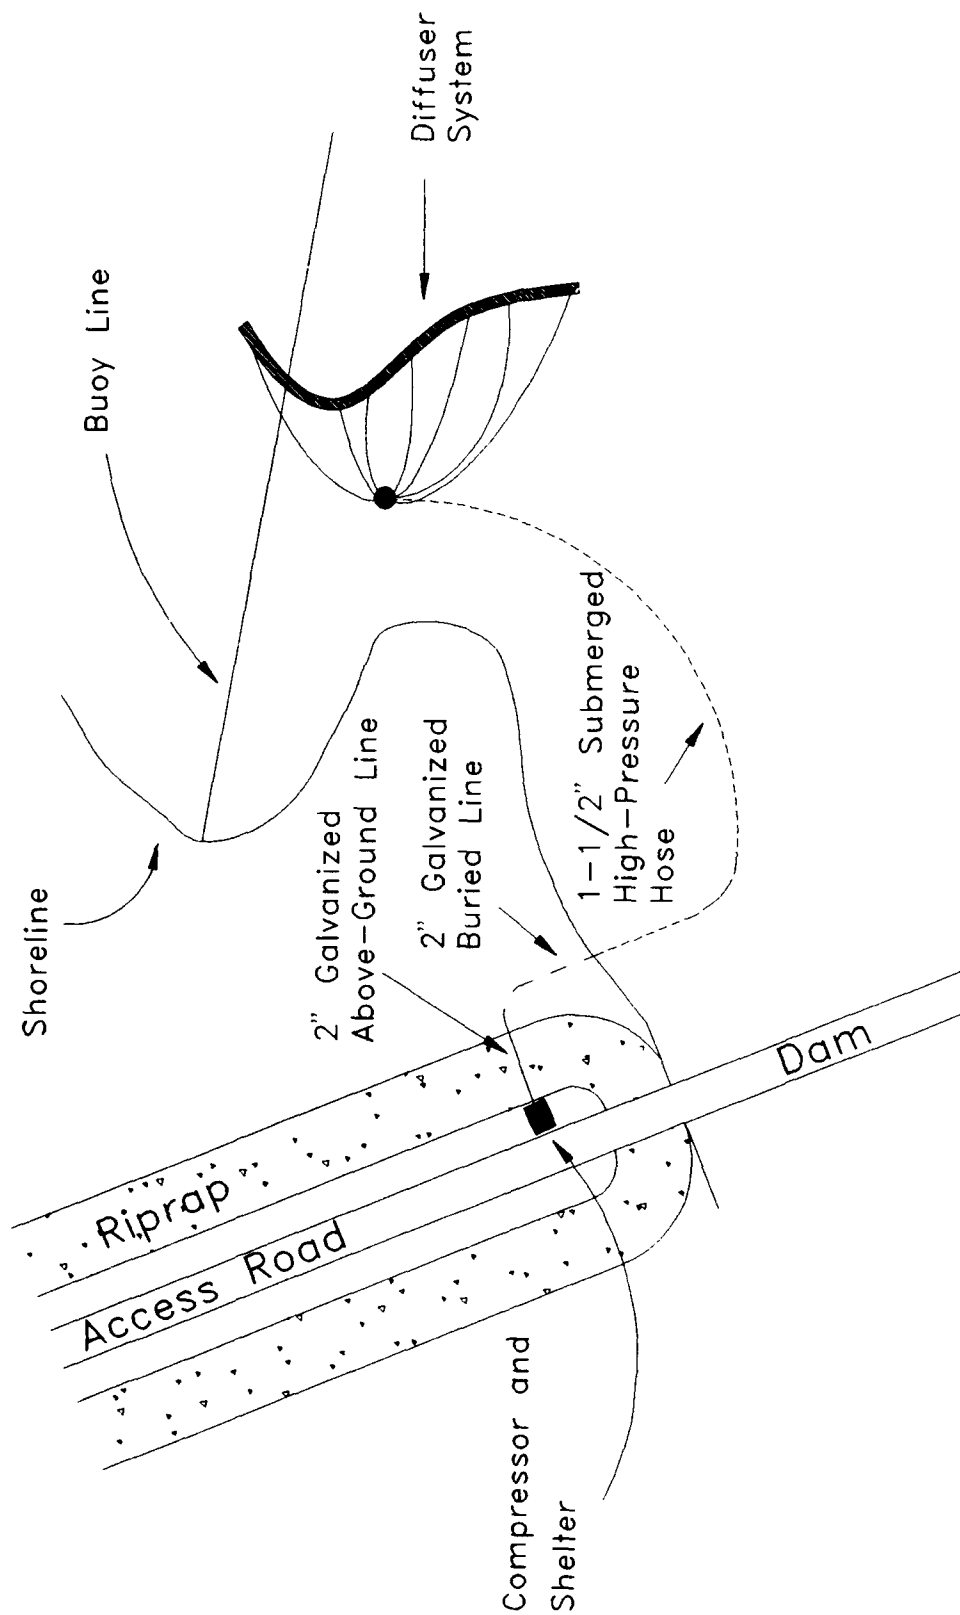 Shoreline
Buoy Line
Diffuser
System
2" Galvanized
Above-Ground Line
2" Galvanized
Buried Line
1-1/2" Submerged
High-Pressure
Hose
Riprap
Access Road
Dam
Compressor and
Shelter